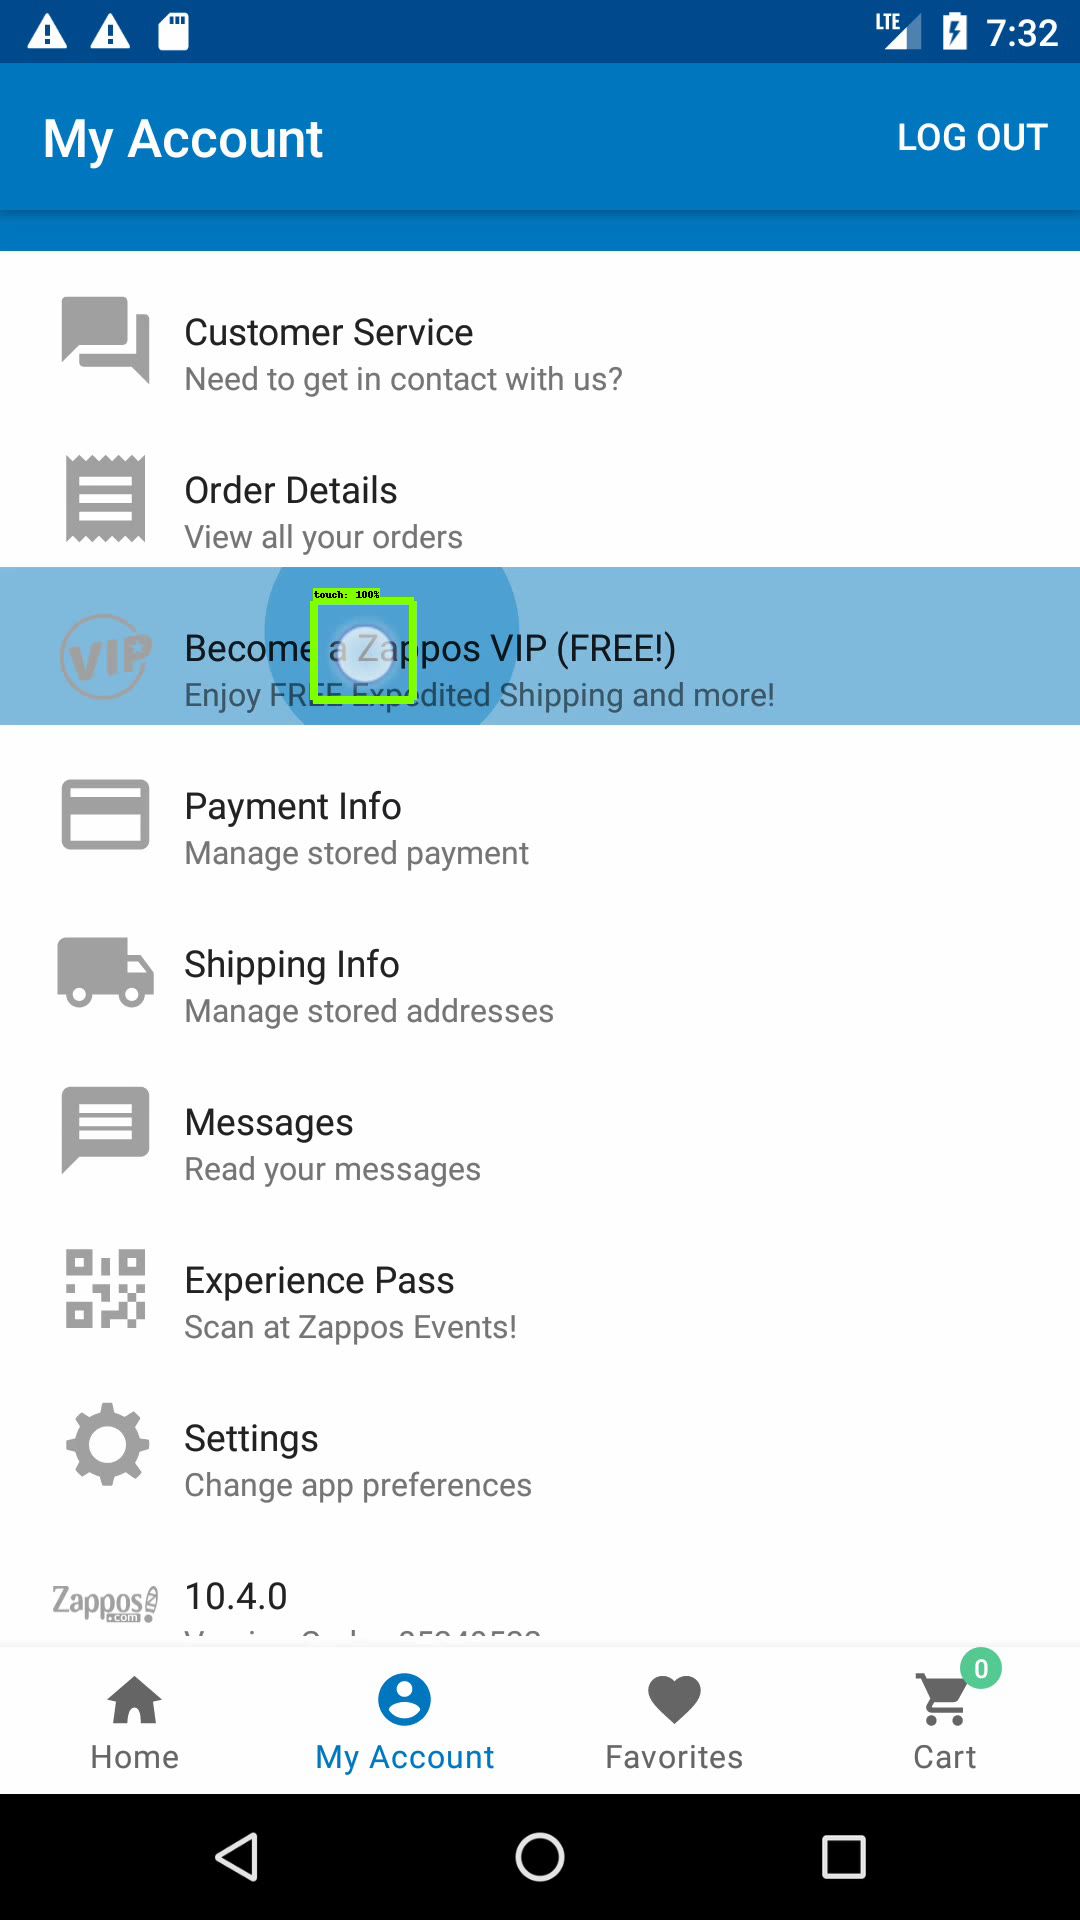 LTE 7:32
My Account
LOG OUT
Customer Service
Need to get in contact with us?
Order Details
View all your orders
touch: 100%
VIP
Become a Zappos VIP (FREE!)
Enjoy FREE Expedited Shipping and more!
Payment Info
Manage stored payment
Shipping Info
Manage stored addresses
Messages
Read your messages
Experience Pass
Scan at Zappos Events!
Settings
Change app preferences
Zappos
.com
10.4.0
0
Home
My Account
Favorites
Cart